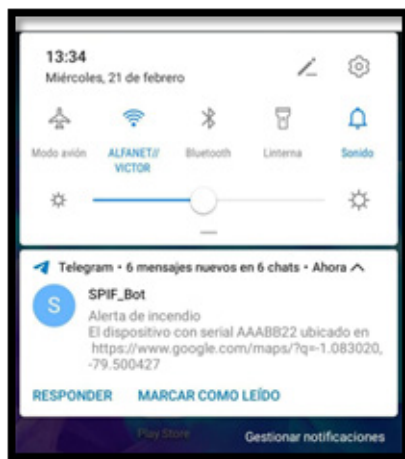 13:34
Miércoles, 21 de febrero
Modo avión
ALFANET//
VICTOR
Bluetooth
Linterna
Sonido
Telegram • 6 mensajes nuevos en 6 chats • Ahora
S
SPIF_Bot
Alerta de incendio
El dispositivo con serial AAABB22 ubicado en
https://www.google.com/maps/?q=-1.083020,
-79.500427
RESPONDER MARCAR COMO LEÍDO
Play Store
Gestionar notificaciones